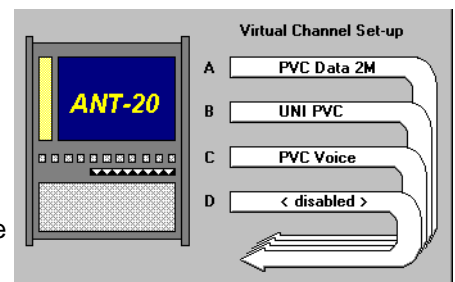 Virtual Channel Set-up
ANT-20
A PVC Data 2M
B UNI PVC
C PVC Voice
D < disabled >
e